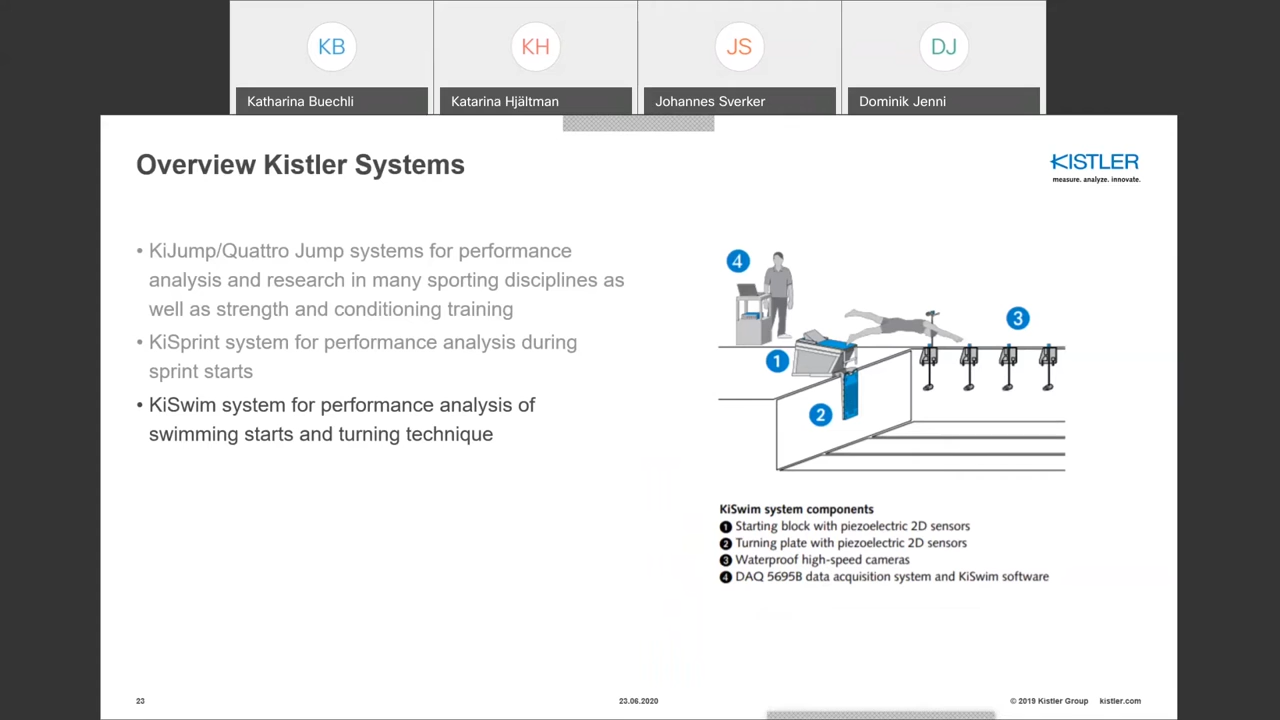 KB
KH
JS
DJ
Katharina Buechli
Katarina Hjältman
Johannes Sverker
Dominik Jenni
Overview Kistler Systems
KISTLER
measure. analyze. innovate.
• KiJump/Quattro Jump systems for performance
analysis and research in many sporting disciplines as
well as strength and conditioning training
• KiSprint system for performance analysis during
sprint starts
• KiSwim system for performance analysis of
swimming starts and turning technique
4
3
1
2
KiSwim system components
1 Starting block with piezoelectric 2D sensors
2 Turning plate with piezoelectric 2D sensors
3 Waterproof high-speed cameras
4 DAQ 5695B data acquisition system and KiSwim software
23
23.06.2020
© 2019 Kistler Group kistler.com